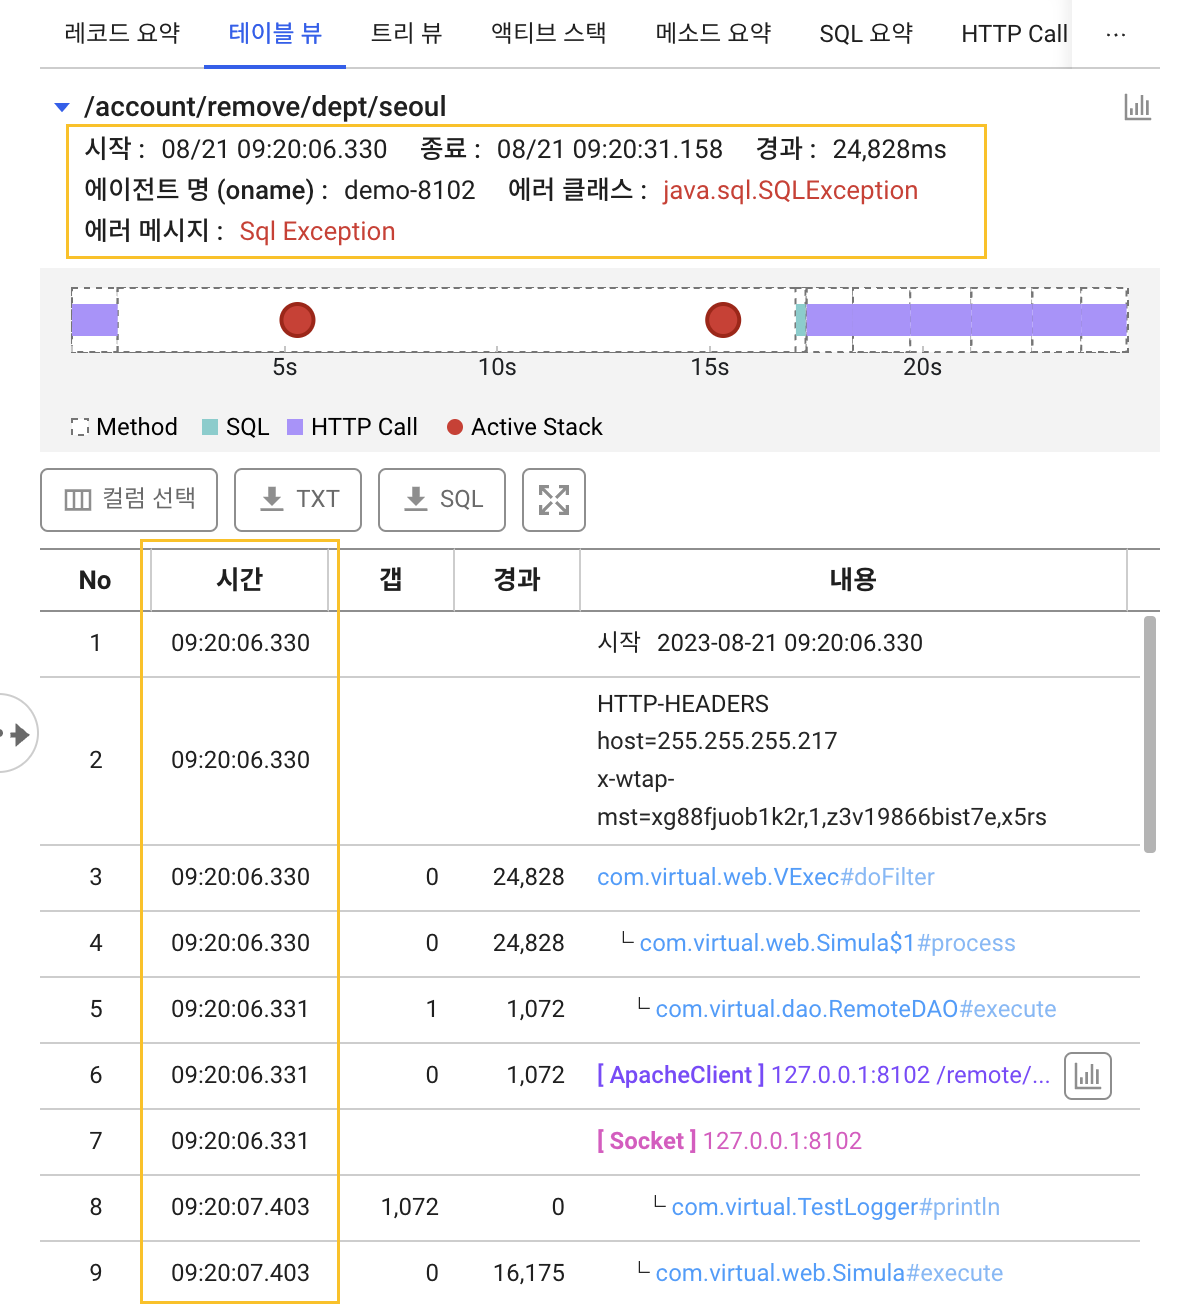 레코드 요약 테이블 뷰 트리 뷰 액티브 스택 메소드 요약 SQL 요약 HTTP Call ...
/account/remove/dept/seoul
시작 : 08/21 09:20:06.330 종료 : 08/21 09:20:31.158 경과 : 24,828ms
에이전트 명 (oname) : demo-8102 에러 클래스 : java.sql.SQLException
에러 메시지 : Sql Exception
5s 10s 15s 20s
Method SQL HTTP Call Active Stack
컬럼 선택 TXT SQL
No 시간 갭 경과 내용
1 09:20:06.330 시작 2023-08-21 09:20:06.330
2 09:20:06.330 HTTP-HEADERS
host=255.255.255.217
x-wtap-
mst=xg88fjuob1k2r,1,z3v19866bist7e,x5rs
3 09:20:06.330 0 24,828 com.virtual.web.VExec#doFilter
4 09:20:06.330 0 24,828 └ com.virtual.web.Simula$1#process
5 09:20:06.331 1 1,072 └ com.virtual.dao.RemoteDAO#execute
6 09:20:06.331 0 1,072 [ ApacheClient ] 127.0.0.1:8102 /remote/...
7 09:20:06.331 [ Socket ] 127.0.0.1:8102
8 09:20:07.403 1,072 0 └ com.virtual.TestLogger#println
9 09:20:07.403 0 16,175 └ com.virtual.web.Simula#execute